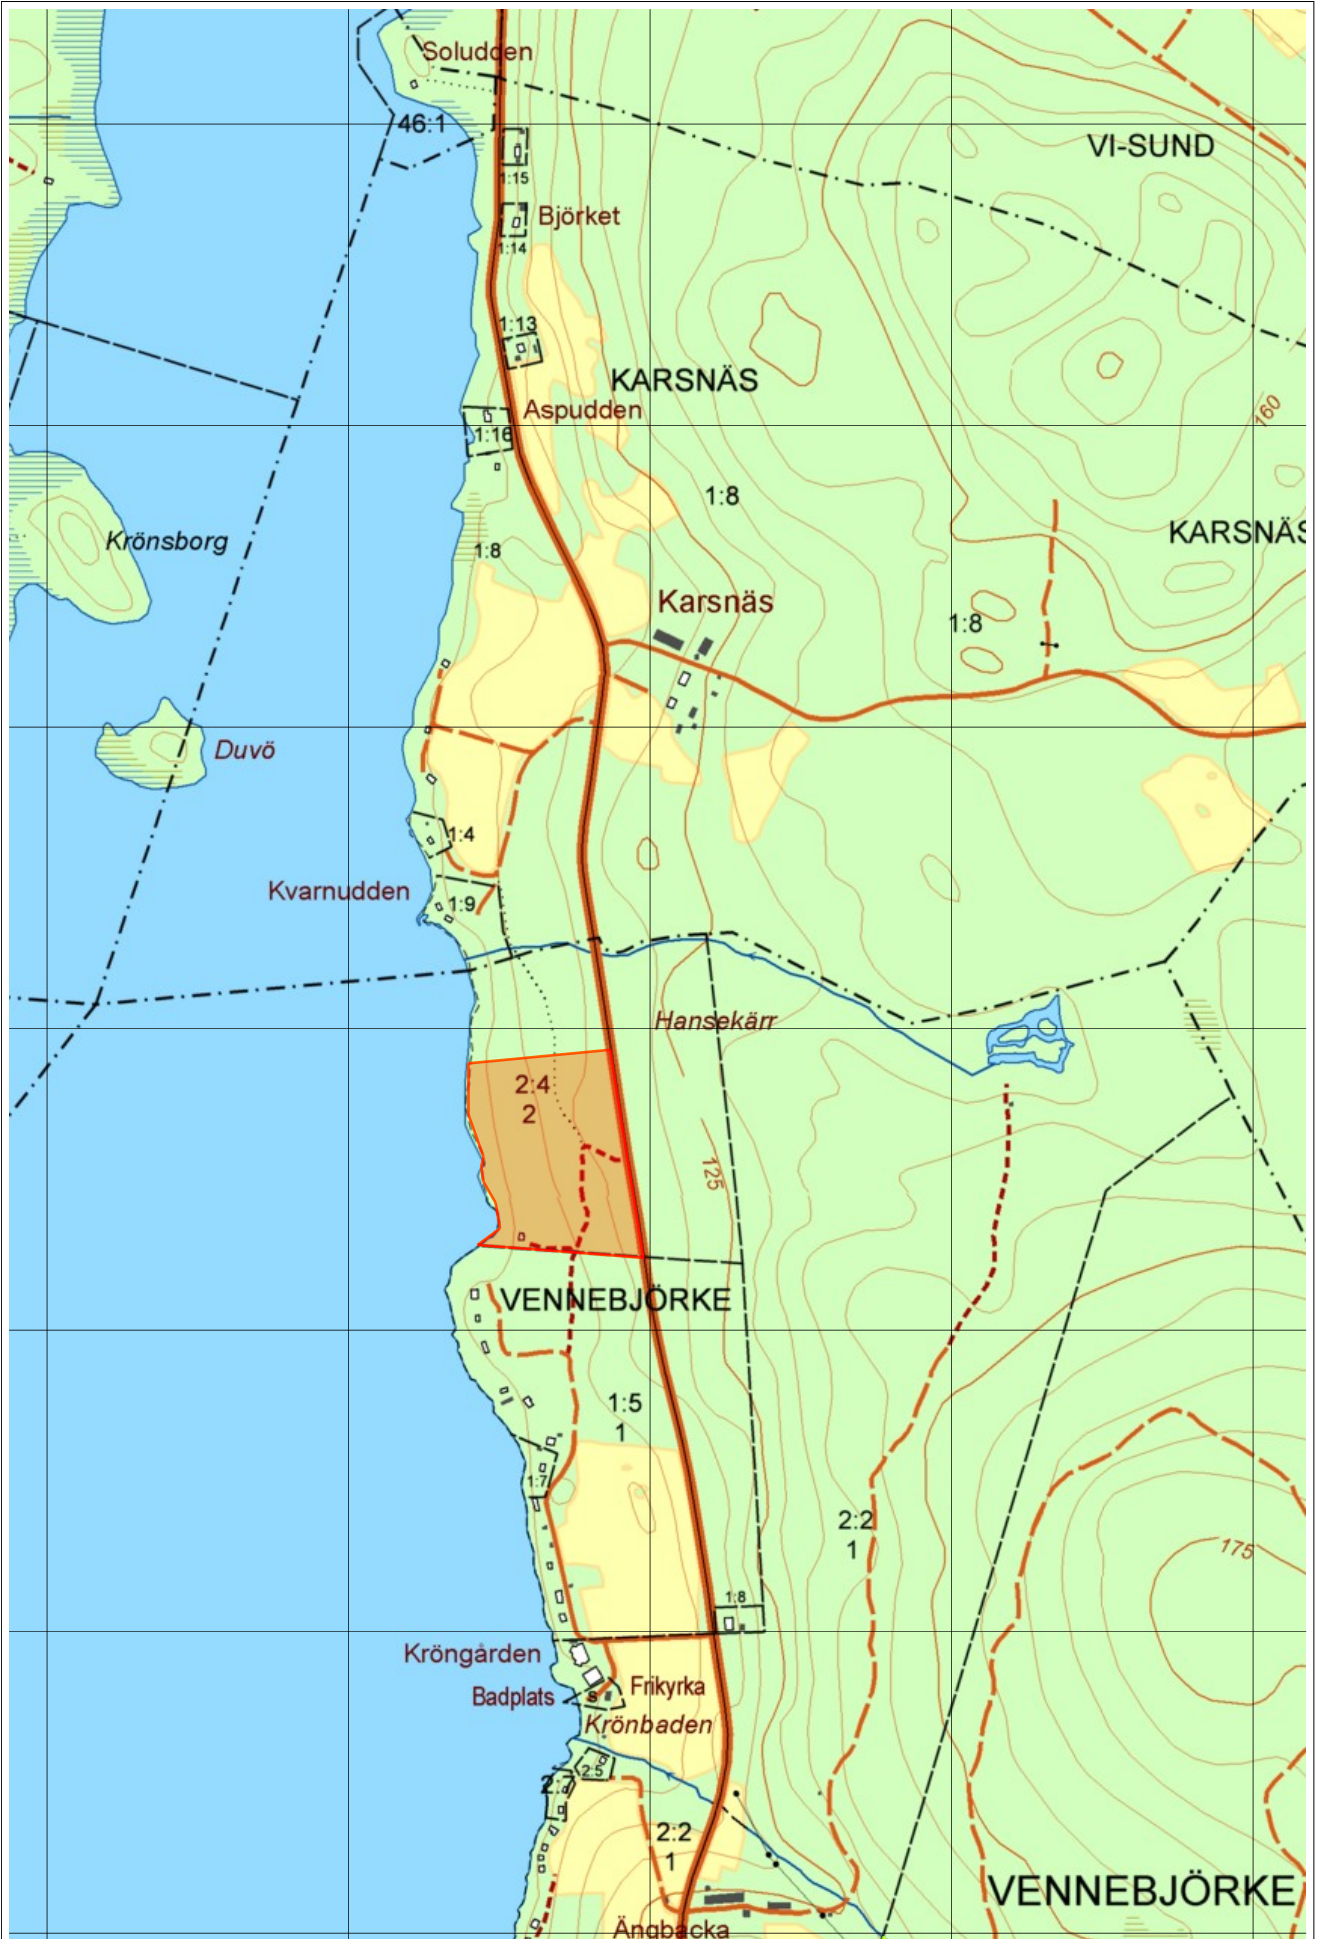 Soludden
46:1
VI-SUND
1:15
Björket
1:14
1:13
KARSNÄS
Aspudden
160
1:16
1:8
Krönsborg
KARSNÄS
1:8
Karsnäs
1:8
Duvö
1:4
Kvarnudden
1:9
Hansekärr
2:4
2
125
VENNEBJÖRKE
1:5
1
1:7
2:2
1
175
1:8
Kröngården
Frikyrka
Badplats
s
Krönbaden
2:5
2:7
2:2
1
VENNEBJÖRKE
Ängbacka